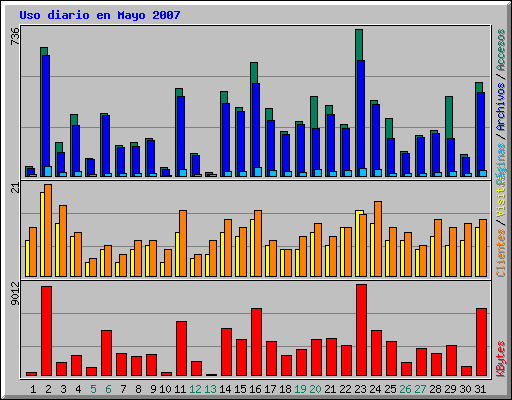 Uso diario en Mayo 2007
736
21
9012
Accesos / Archivos / Páginas / Visitas / Clientes
KBytes
1 2 3 4 5 6 7 8 9 10 11 12 13 14 15 16 17 18 19 20 21 22 23 24 25 26 27 28 29 30 31